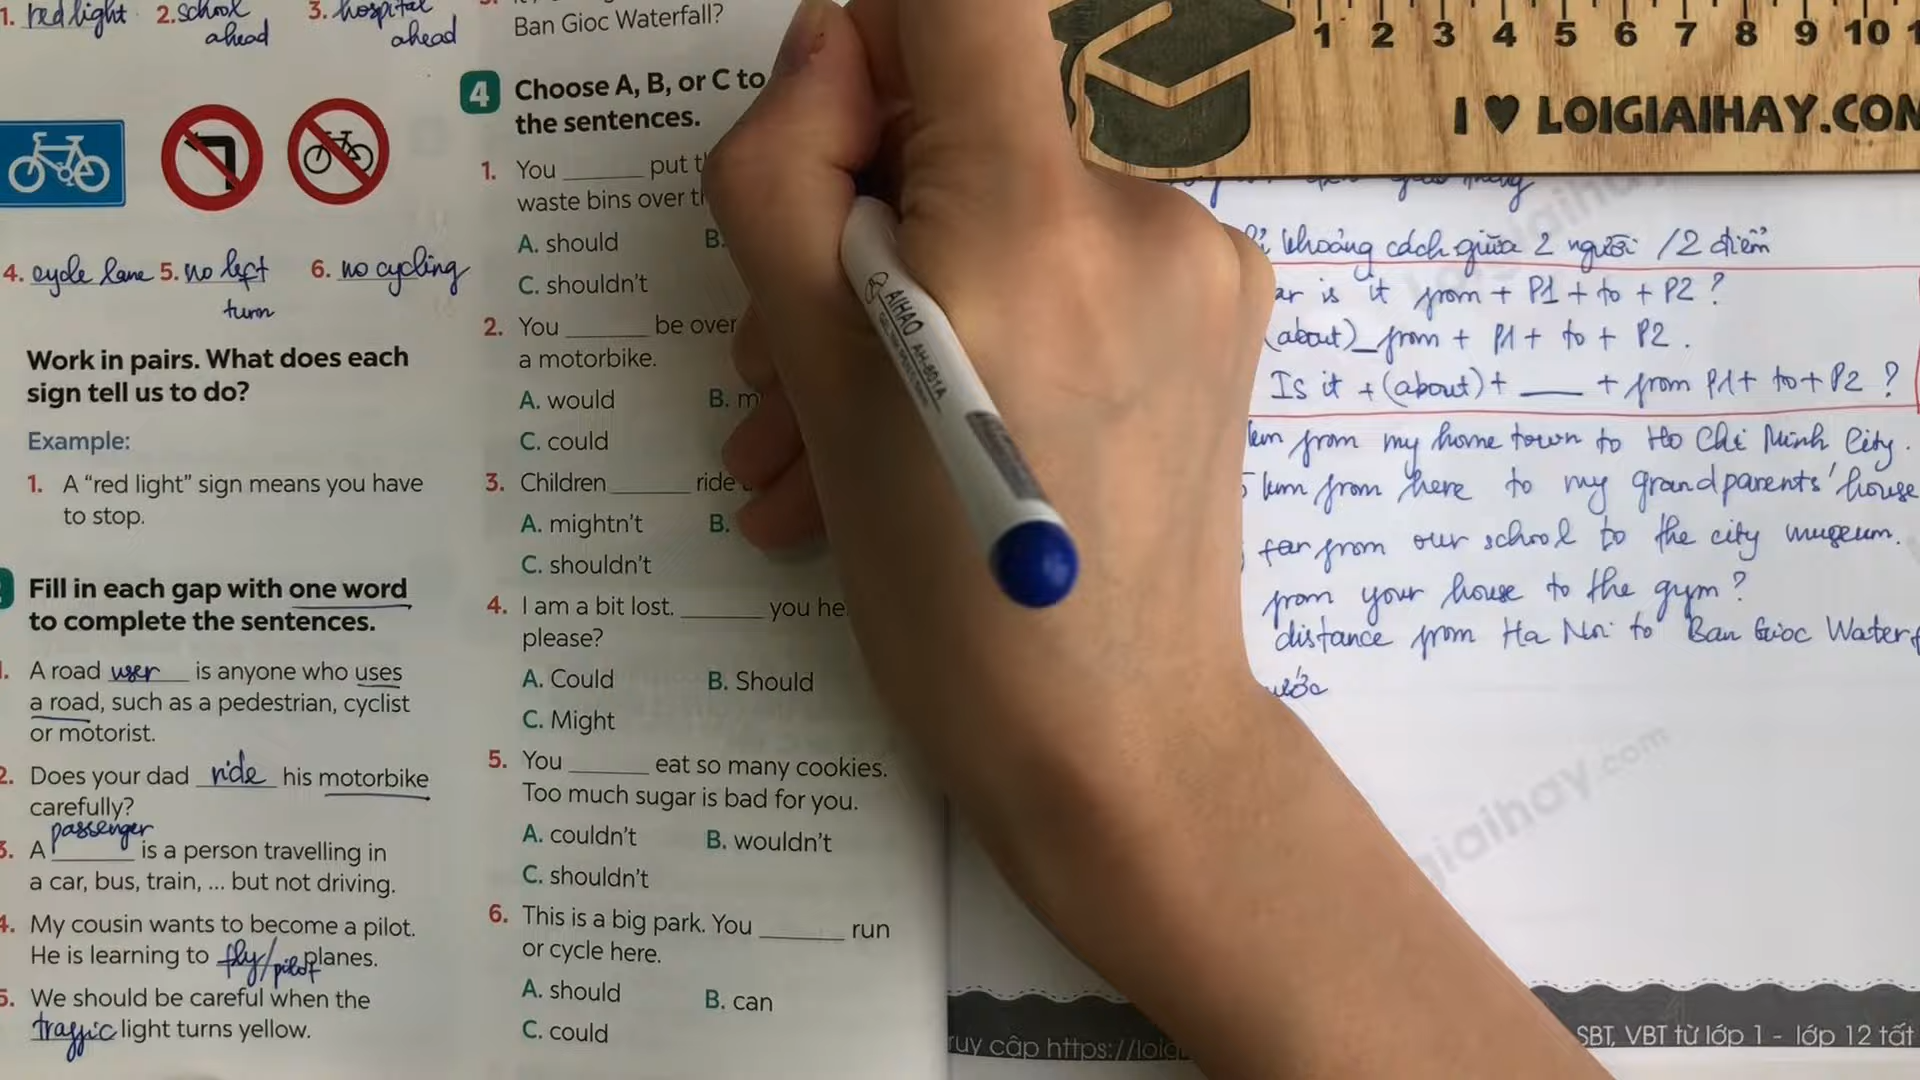 1. red light 2. school 3. hospital
ahead ahead
4. cycle lane 5. no left 6. no cycling
turn
Work in pairs. What does each
sign tell us to do?
Example:
1. A “red light” sign means you have
to stop.
Fill in each gap with one word
to complete the sentences.
A road user is anyone who uses
a road, such as a pedestrian, cyclist
or motorist.
2. Does your dad ride his motorbike
carefully?
passenger
3. A ______ is a person travelling in
a car, bus, train, ... but not driving.
4. My cousin wants to become a pilot.
He is learning to fly/pilot planes.
5. We should be careful when the
traffic light turns yellow.
Ban Gioc Waterfall?
4 Choose A, B, or C to
the sentences.
1. You ______ put
waste bins over
A. should B.
C. shouldn't
2. You ______ be over
a motorbike.
A. would B.
C. could
3. Children ______ ride
A. mightn't B.
C. shouldn't
4. I am a bit lost. ______ you
please?
A. Could B. Should
C. Might
5. You ______ eat so many cookies.
Too much sugar is bad for you.
A. couldn't B. wouldn't
C. shouldn't
6. This is a big park. You ______ run
or cycle here.
A. should B. can
C. could
1 2 3 4 5 6 7 8 9 10
I ♥ LOIGIAIHAY.COM
khoảng cách giữa 2 người / 2 điểm
is it from + P1 + to + P2 ?
(about) from + P1 + to + P2 .
Is it + (about) + ___ + from P1 + to + P2 ?
km from my home town to Ho Chi Minh City.
km from here to my grandparents' house
far from our school to the city museum.
from your house to the gym?
distance from Ha Noi to Ban Gioc
AIHAO AH-801A
https://
SBT, VBT từ lớp 1 - lớp 12 tất